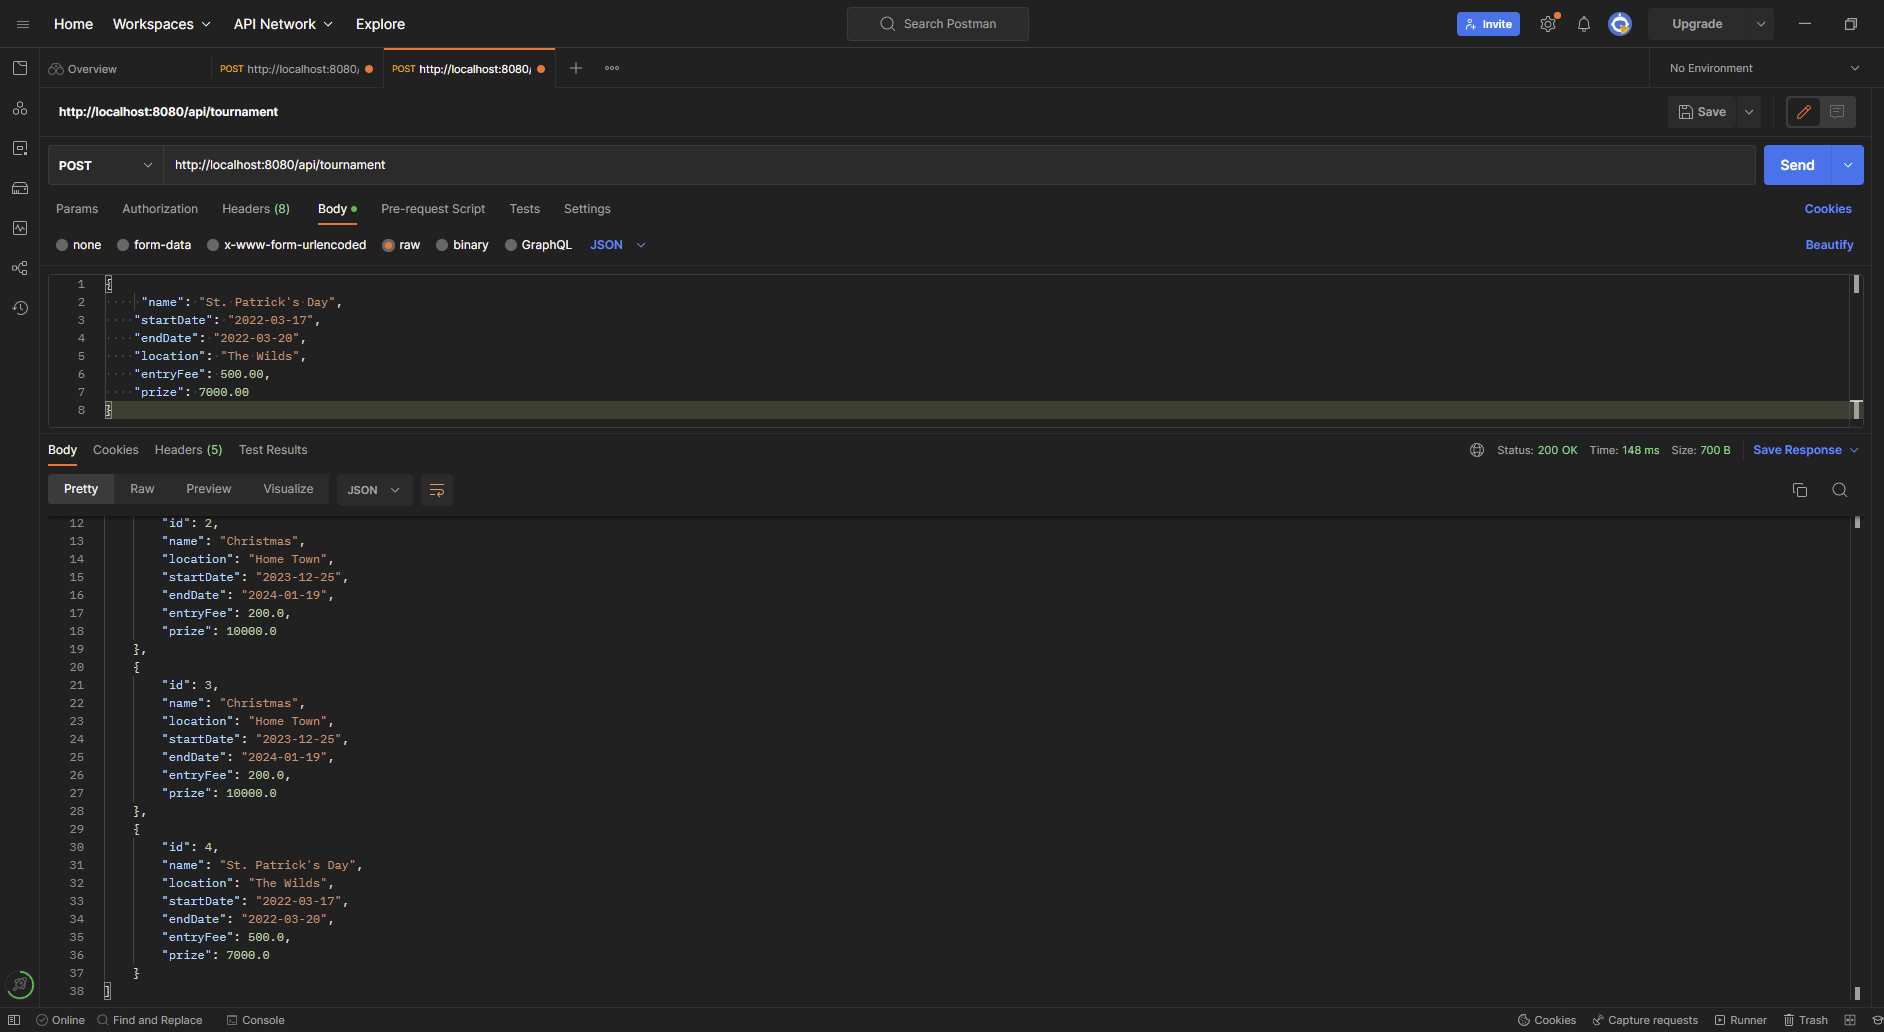 Home Workspaces API Network Explore Search Postman Invite Upgrade
Overview POST http://localhost:8080/ POST http://localhost:8080/ No Environment
http://localhost:8080/api/tournament Save
POST http://localhost:8080/api/tournament Send
Params Authorization Headers (8) Body Pre-request Script Tests Settings Cookies
none form-data x-www-form-urlencoded raw binary GraphQL JSON Beautify
1 {
2 "name": "St. Patrick's Day",
3 "startDate": "2022-03-17",
4 "endDate": "2022-03-20",
5 "location": "The Wilds",
6 "entryFee": 500.00,
7 "prize": 7000.00
8 }
Body Cookies Headers (5) Test Results Status: 200 OK Time: 148 ms Size: 700 B Save Response
Pretty Raw Preview Visualize JSON
12 "id": 2,
13 "name": "Christmas",
14 "location": "Home Town",
15 "startDate": "2023-12-25",
16 "endDate": "2024-01-19",
17 "entryFee": 200.0,
18 "prize": 10000.0
19 },
20 {
21 "id": 3,
22 "name": "Christmas",
23 "location": "Home Town",
24 "startDate": "2023-12-25",
25 "endDate": "2024-01-19",
26 "entryFee": 200.0,
27 "prize": 10000.0
28 },
29 {
30 "id": 4,
31 "name": "St. Patrick's Day",
32 "location": "The Wilds",
33 "startDate": "2022-03-17",
34 "endDate": "2022-03-20",
35 "entryFee": 500.0,
36 "prize": 7000.0
37 }
38 ]
Online Find and Replace Console Cookies Capture requests Runner Trash